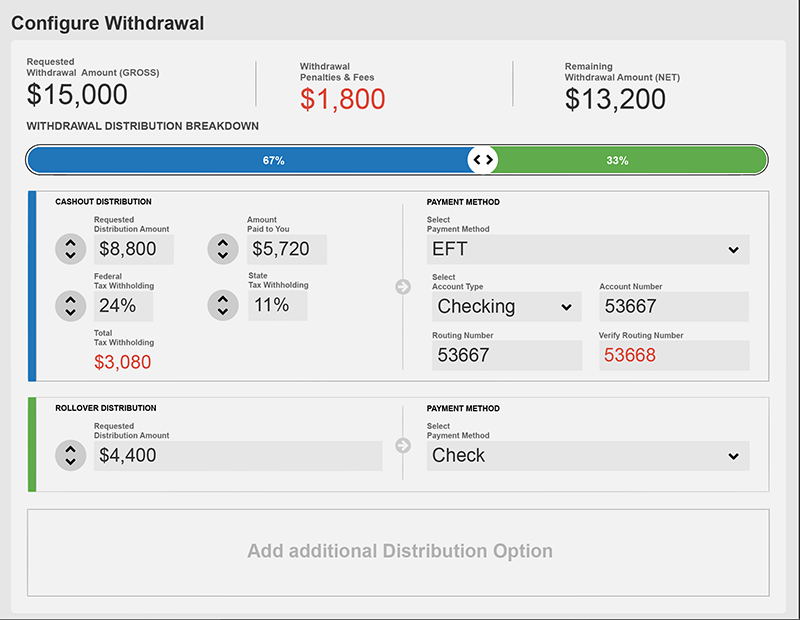 Configure Withdrawal
Requested
Withdrawal Amount (GROSS)
$15,000
Withdrawal
Penalties & Fees
$1,800
Remaining
Withdrawal Amount (NET)
$13,200
WITHDRAWAL DISTRIBUTION BREAKDOWN
67%
33%
CASHOUT DISTRIBUTION
Requested
Distribution Amount
$8,800
Amount
Paid to You
$5,720
Federal
Tax Withholding
24%
State
Tax Withholding
11%
Total
Tax Withholding
$3,080
PAYMENT METHOD
Select
Payment Method
EFT
Select
Account Type
Checking
Account Number
53667
Routing Number
53667
Verify Routing Number
53668
ROLLOVER DISTRIBUTION
Requested
Distribution Amount
$4,400
PAYMENT METHOD
Select
Payment Method
Check
Add additional Distribution Option